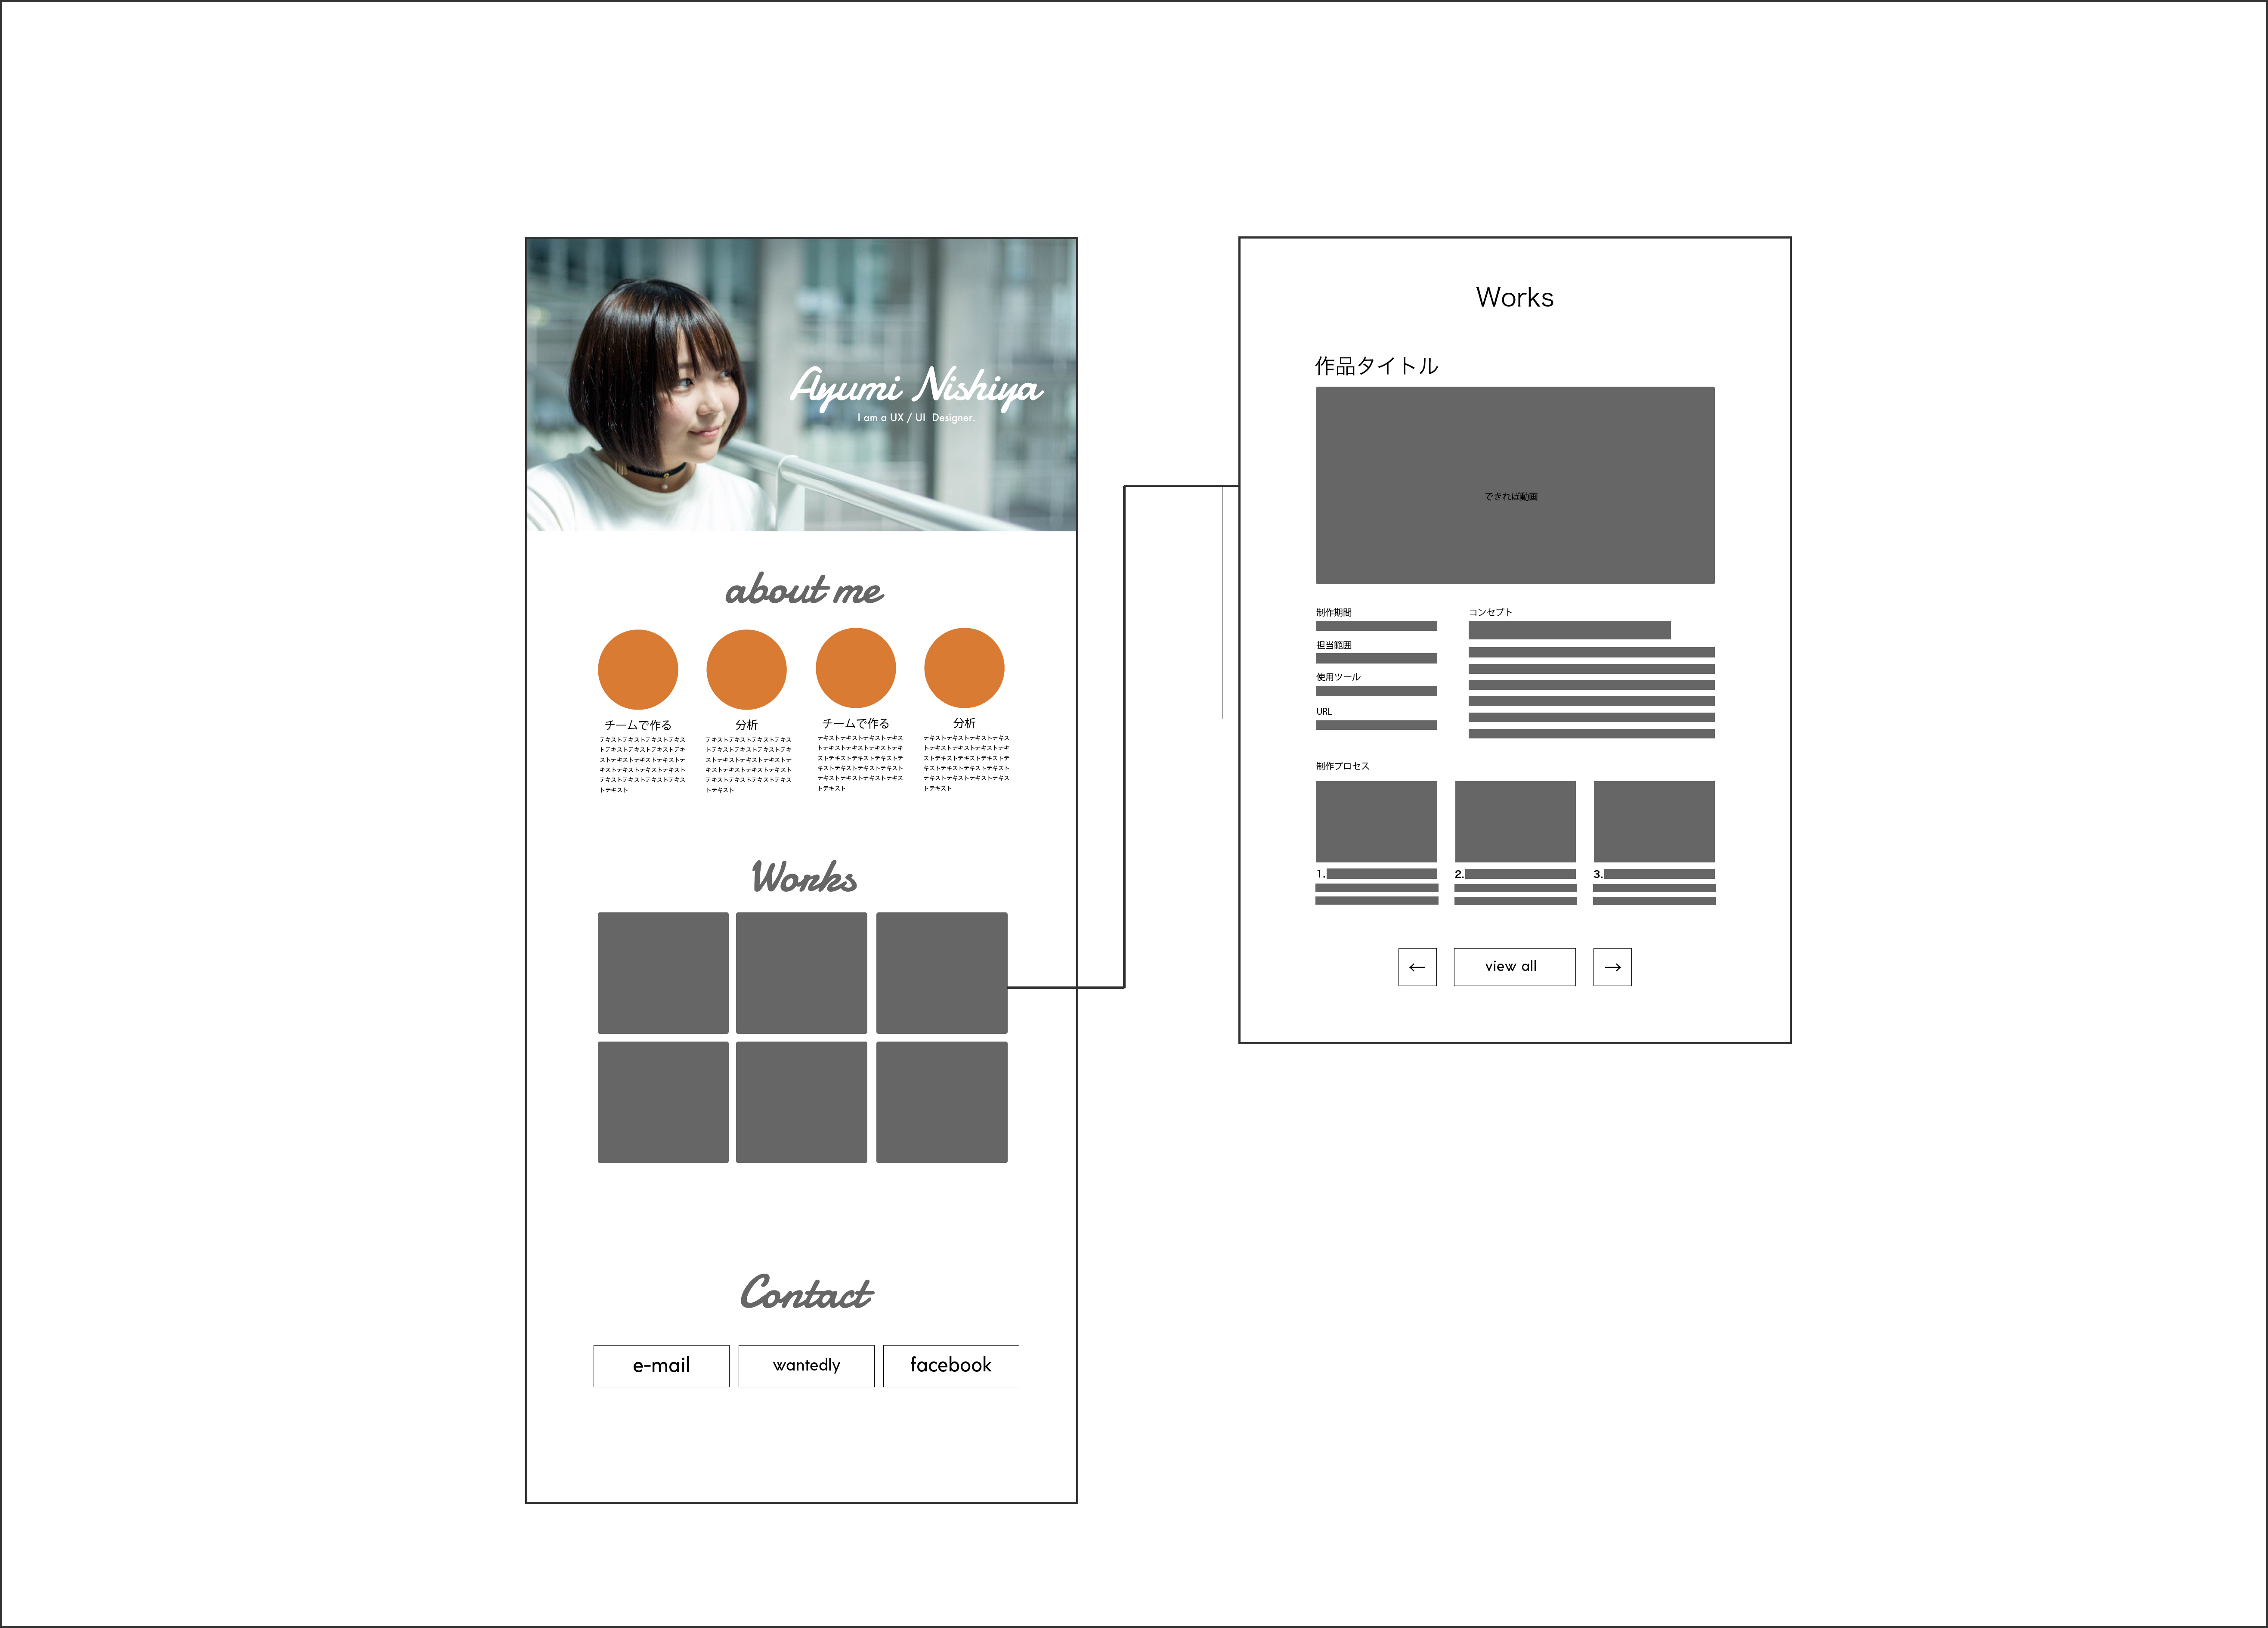 Ayumi Nishiya
I am a UX / UI Designer.
about me
チームで作る
テキストテキストテキストテキス
トテキストテキストテキストテキ
ストテキストテキストテキストテ
キストテキストテキストテキスト
テキストテキストテキストテキス
トテキスト
分析
テキストテキストテキストテキス
トテキストテキストテキストテキ
ストテキストテキストテキストテ
キストテキストテキストテキスト
テキストテキストテキストテキス
トテキスト
チームで作る
テキストテキストテキストテキス
トテキストテキストテキストテキ
ストテキストテキストテキストテ
キストテキストテキストテキスト
テキストテキストテキストテキス
トテキスト
分析
テキストテキストテキストテキス
トテキストテキストテキストテキ
ストテキストテキストテキストテ
キストテキストテキストテキスト
テキストテキストテキストテキス
トテキスト
Works
Contact
e-mail
wantedly
facebook
Works
作品タイトル
できれば動画
制作期間
担当範囲
使用ツール
URL
コンセプト
制作プロセス
1.
2.
3.
←
view all
→